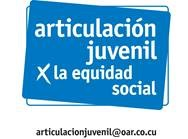 articulación
juvenil
X la equidad
social
articulacionjuvenil@oar.co.cu